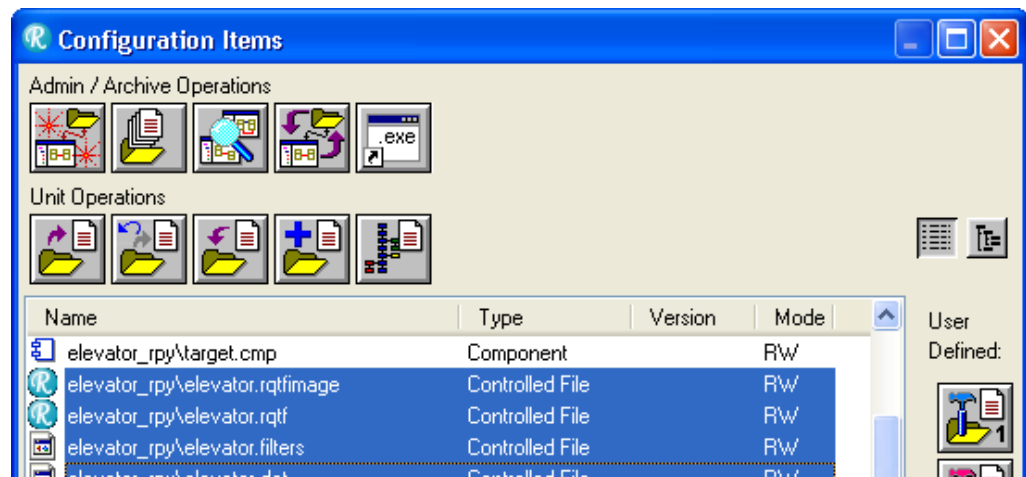 Configuration Items
Admin / Archive Operations
.exe
Unit Operations
Name Type Version Mode
User
Defined:
elevator_rpy\target.cmp Component RW
elevator_rpy\elevator.rqtfimage Controlled File RW
elevator_rpy\elevator.rqtf Controlled File RW
1
elevator_rpy\elevator.filters Controlled File RW